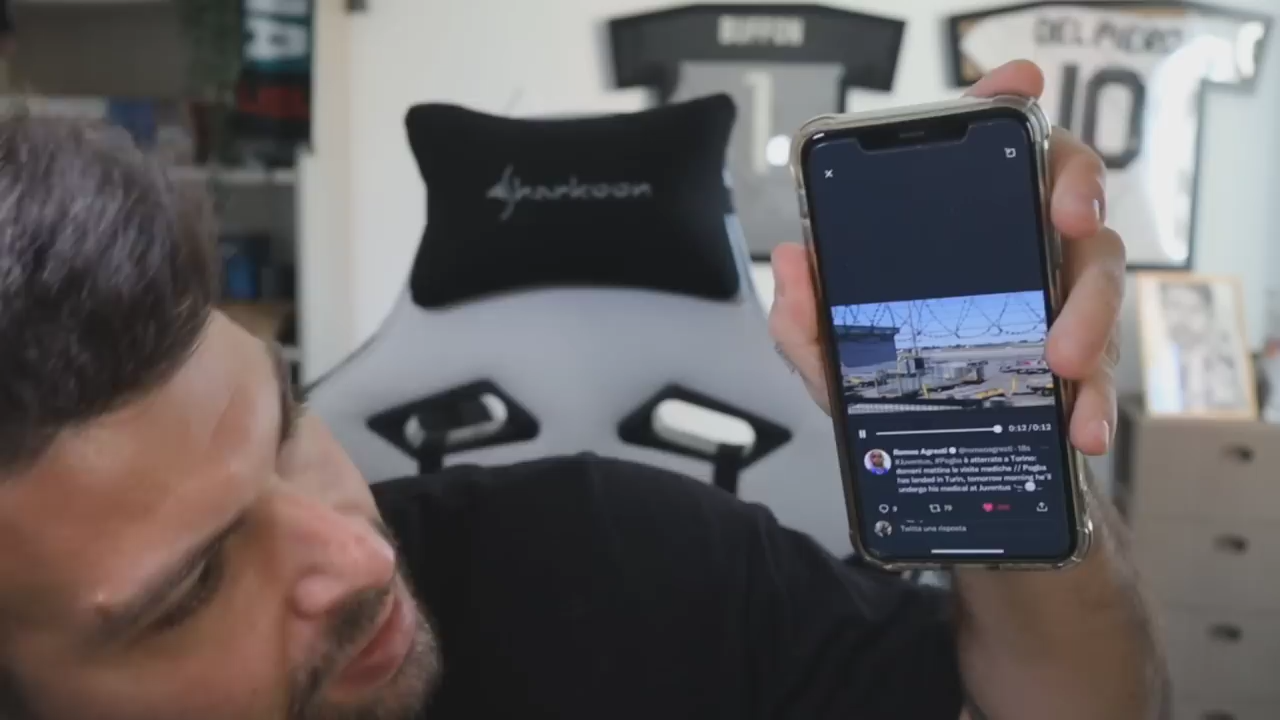 BUFFON
1
DEL PIERO
10
Sharkoon
0:12/0:12
Romeo Agresti @romeoagresti · 18s
#Juventus, #Pogba è atterrato a Torino:
domani mattina le visite mediche // Pogba
has landed in Turin, tomorrow morning he'll
undergo his medical at Juventus
Twitta una risposta